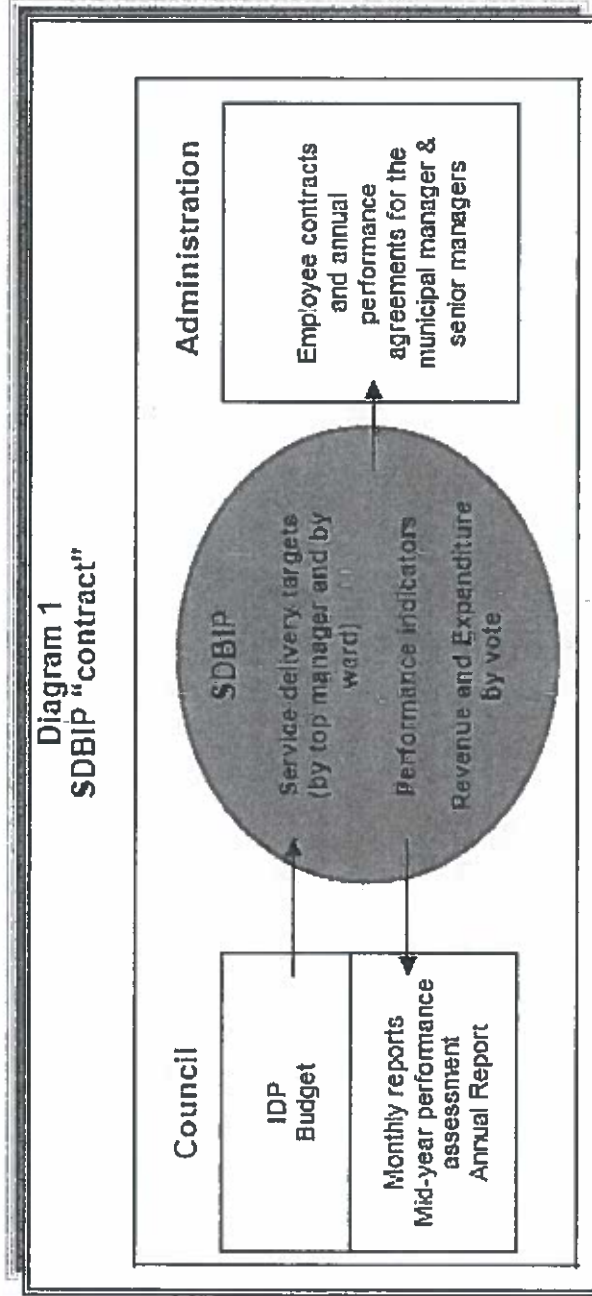 Diagram 1
SDBIP "contract"
Council
IDP
Budget
Monthly reports
Mid-year performance
assessment
Annual Report
SDBIP
Service delivery targets
(by top manager and by
ward)
Performance indicators
Revenue and Expenditure
by vote
Administration
Employee contracts
and annual
performance
agreements for the
municipal manager &
senior managers